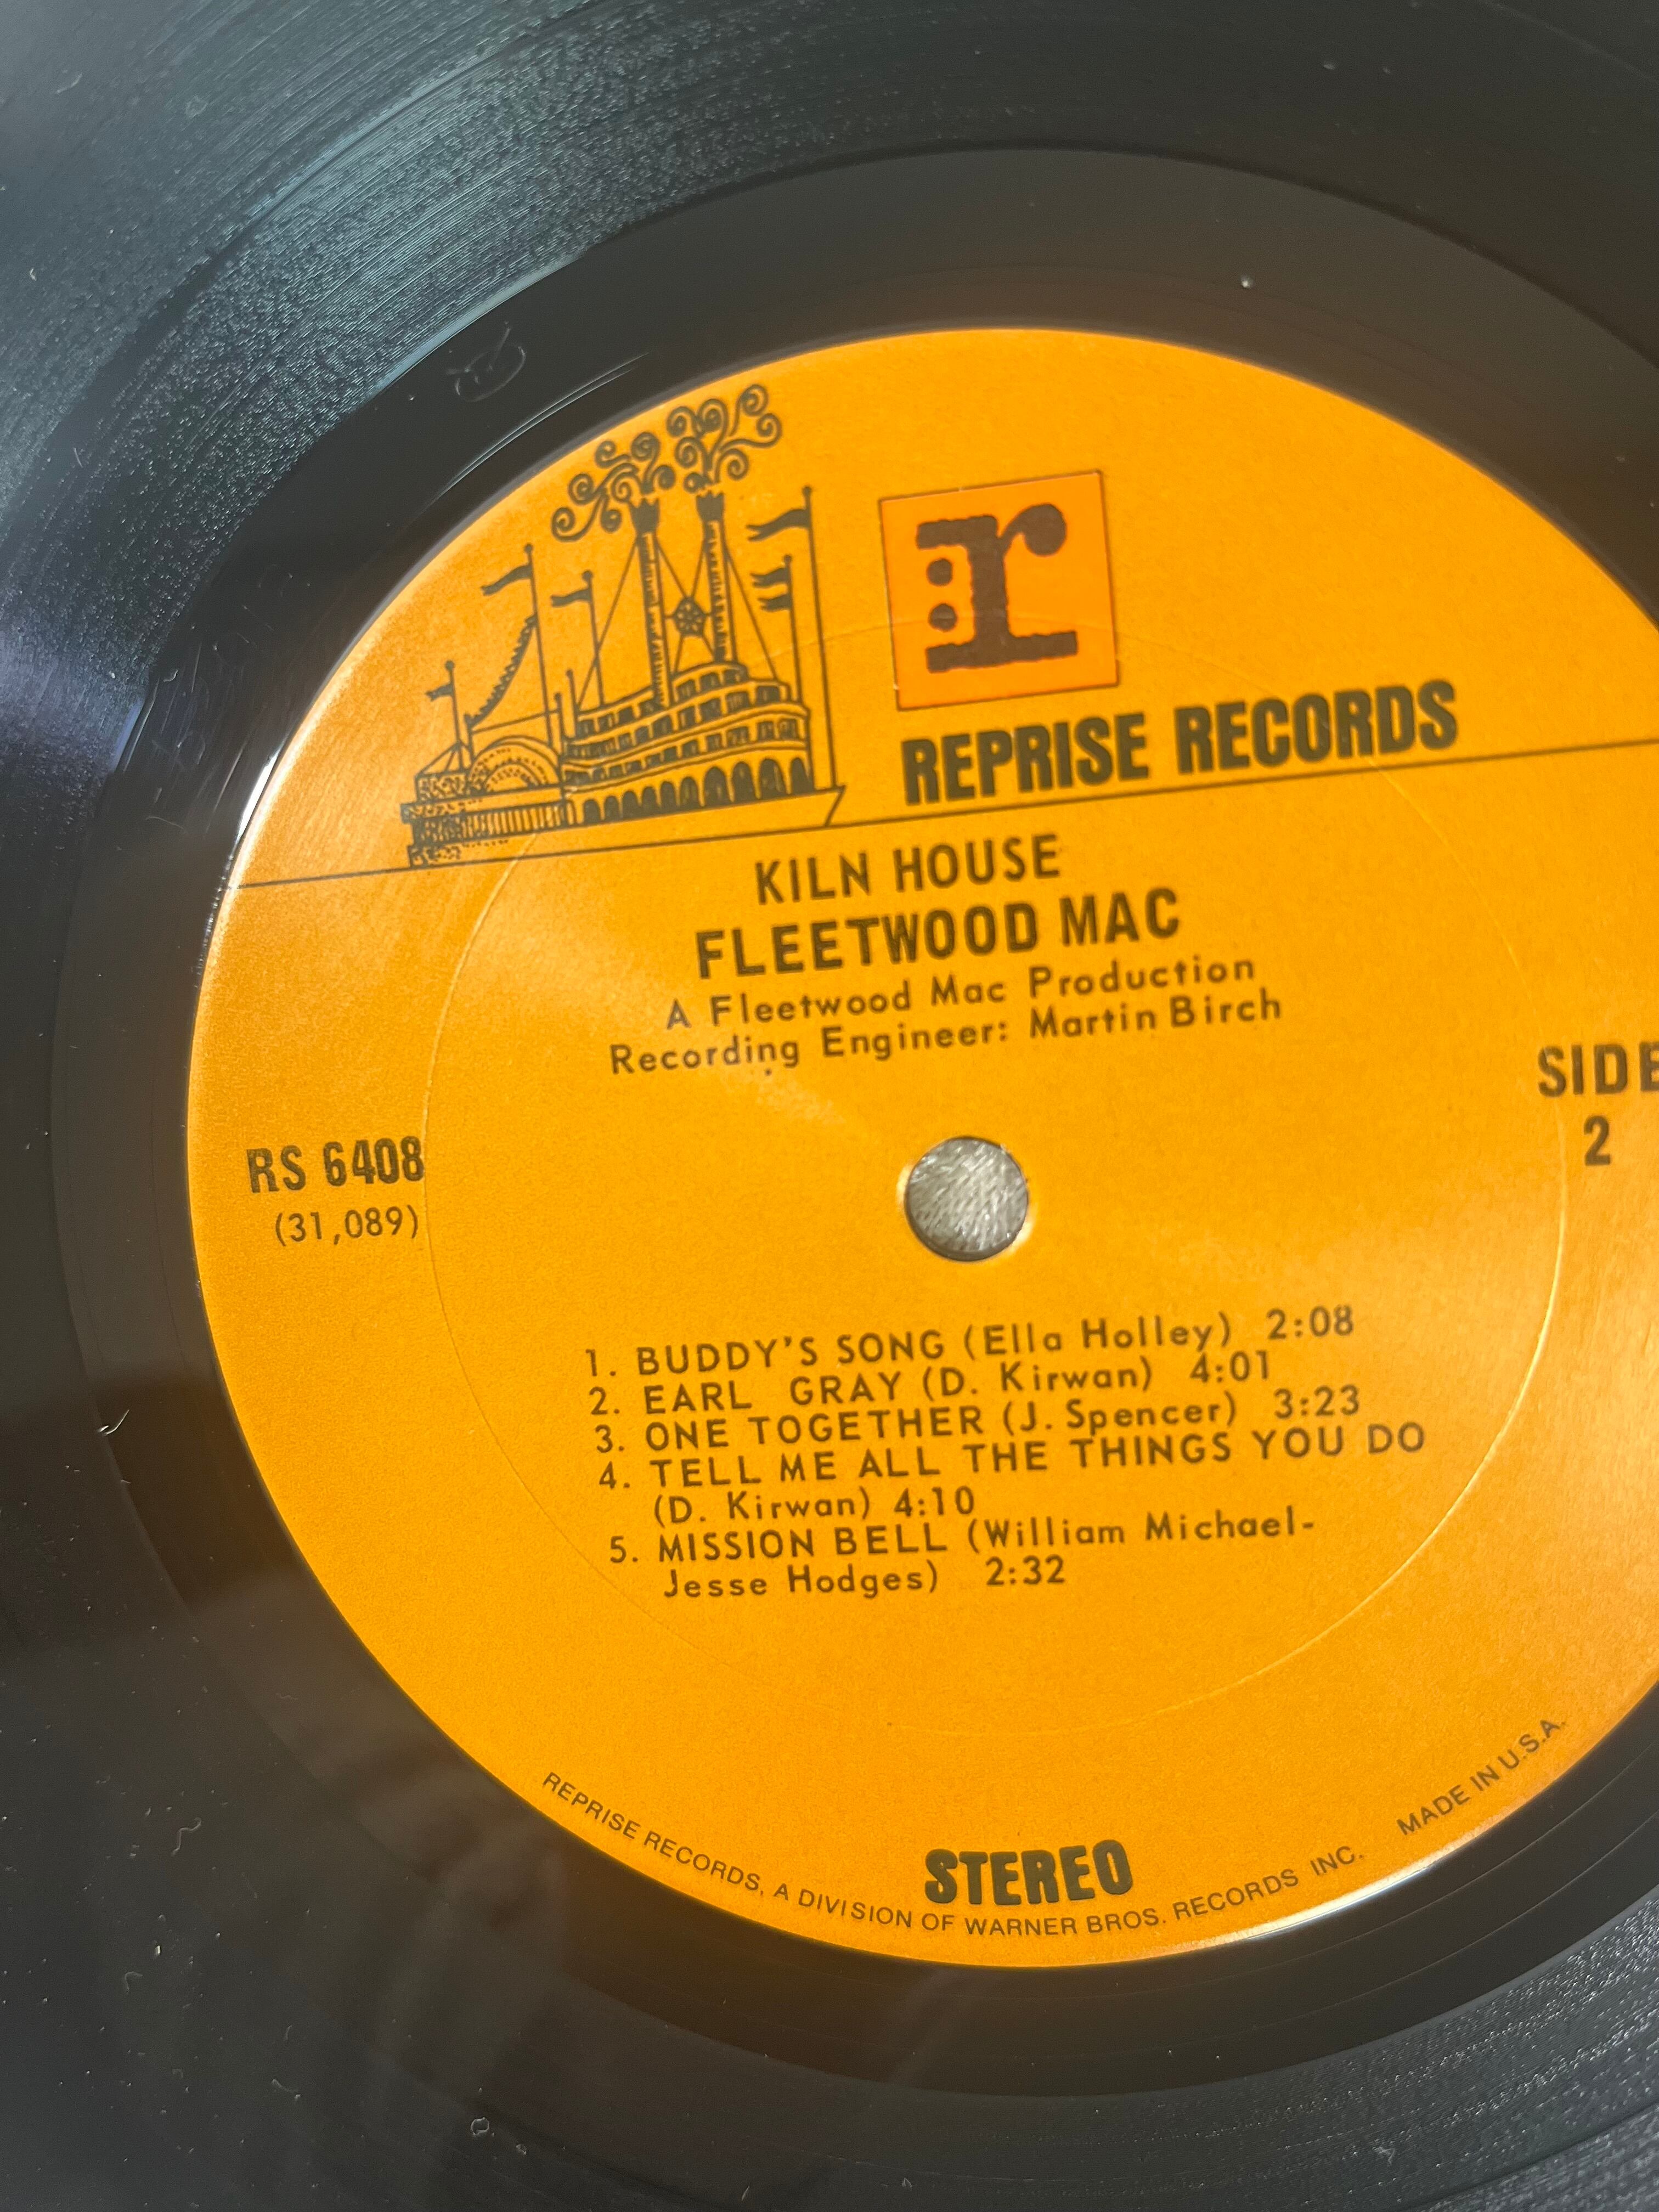 r:
REPRISE RECORDS
KILN HOUSE
FLEETWOOD MAC
A Fleetwood Mac Production
Recording Engineer: Martin Birch
SIDE
2
RS 6408
(31,089)
1. BUDDY'S SONG (Ella Holley) 2:08
2. EARL GRAY (D. Kirwan) 4:01
3. ONE TOGETHER (J. Spencer) 3:23
4. TELL ME ALL THE THINGS YOU DO
(D. Kirwan) 4:10
5. MISSION BELL (William Michael-
Jesse Hodges) 2:32
STEREO
REPRISE RECORDS, A DIVISION OF WARNER BROS. RECORDS INC. MADE IN U.S.A.